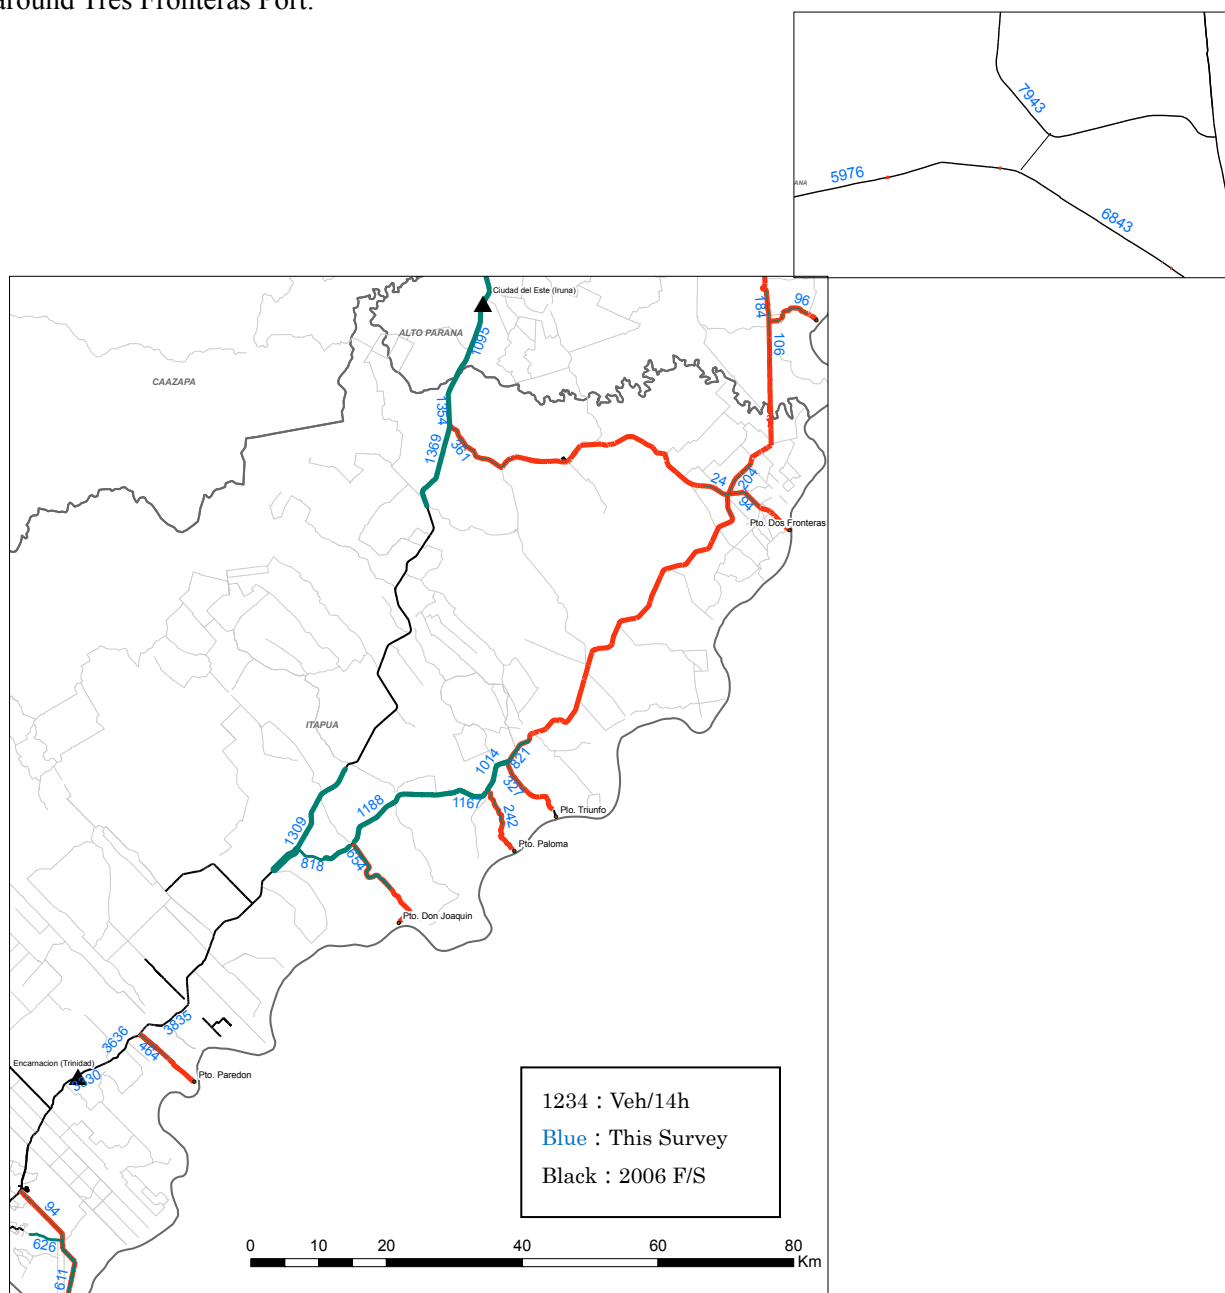 around Tres Fronteras Port.
7943
5976
ANA
6843
Ciudad del Este (Iruna)
184
96
ALTO PARANA
1095
106
CAAZAPA
1354
1369
361
24
204
94
Pto. Dos Fronteras
ITAPUA
1014
821
327
1188
1167
242
Pto. Triunfo
1309
Pto. Paloma
818
654
Pto. Don Joaquin
3636
3835
464
Encarnacion (Trinidad)
Pto. Paredon
1234 : Veh/14h
Blue : This Survey
Black : 2006 F/S
94
626
611
0 10 20 40 60 80
Km